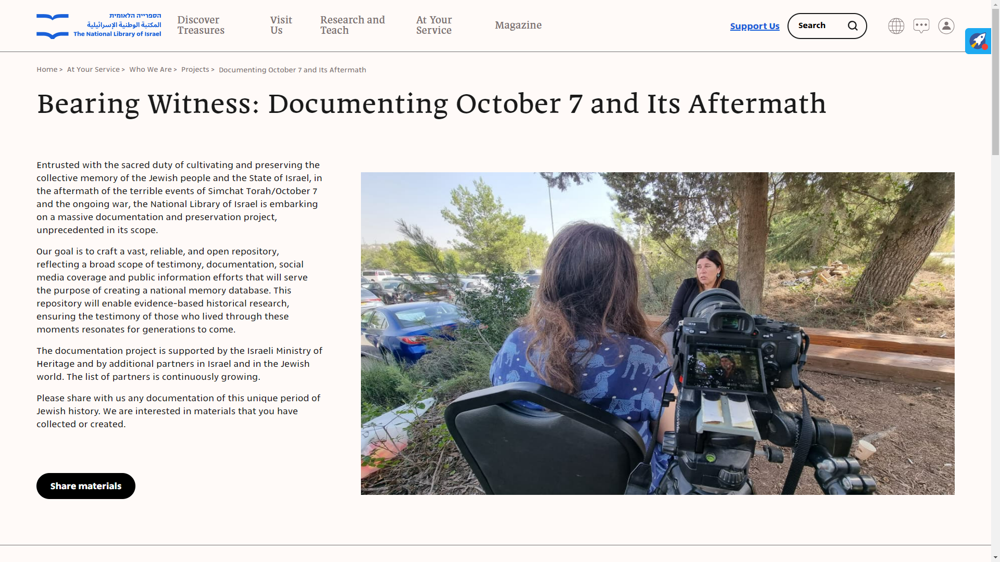 הספרייה הלאומית
المكتبة الوطنية الإسرائيلية
The National Library of Israel
Discover
Treasures
Visit
Us
Research and
Teach
At Your
Service
Magazine
Support Us
Search
Home >
At Your Service >
Who We Are >
Projects >
Documenting October 7 and Its Aftermath
Bearing Witness: Documenting October 7 and Its Aftermath
Entrusted with the sacred duty of cultivating and preserving the
collective memory of the Jewish people and the State of Israel, in
the aftermath of the terrible events of Simchat Torah/October 7
and the ongoing war, the National Library of Israel is embarking
on a massive documentation and preservation project,
unprecedented in its scope.
Our goal is to craft a vast, reliable, and open repository,
reflecting a broad scope of testimony, documentation, social
media coverage and public information efforts that will serve
the purpose of creating a national memory database. This
repository will enable evidence-based historical research,
ensuring the testimony of those who lived through these
moments resonates for generations to come.
The documentation project is supported by the Israeli Ministry of
Heritage and by additional partners in Israel and in the Jewish
world. The list of partners is continuously growing.
Please share with us any documentation of this unique period of
Jewish history. We are interested in materials that you have
collected or created.
Share materials
SONY